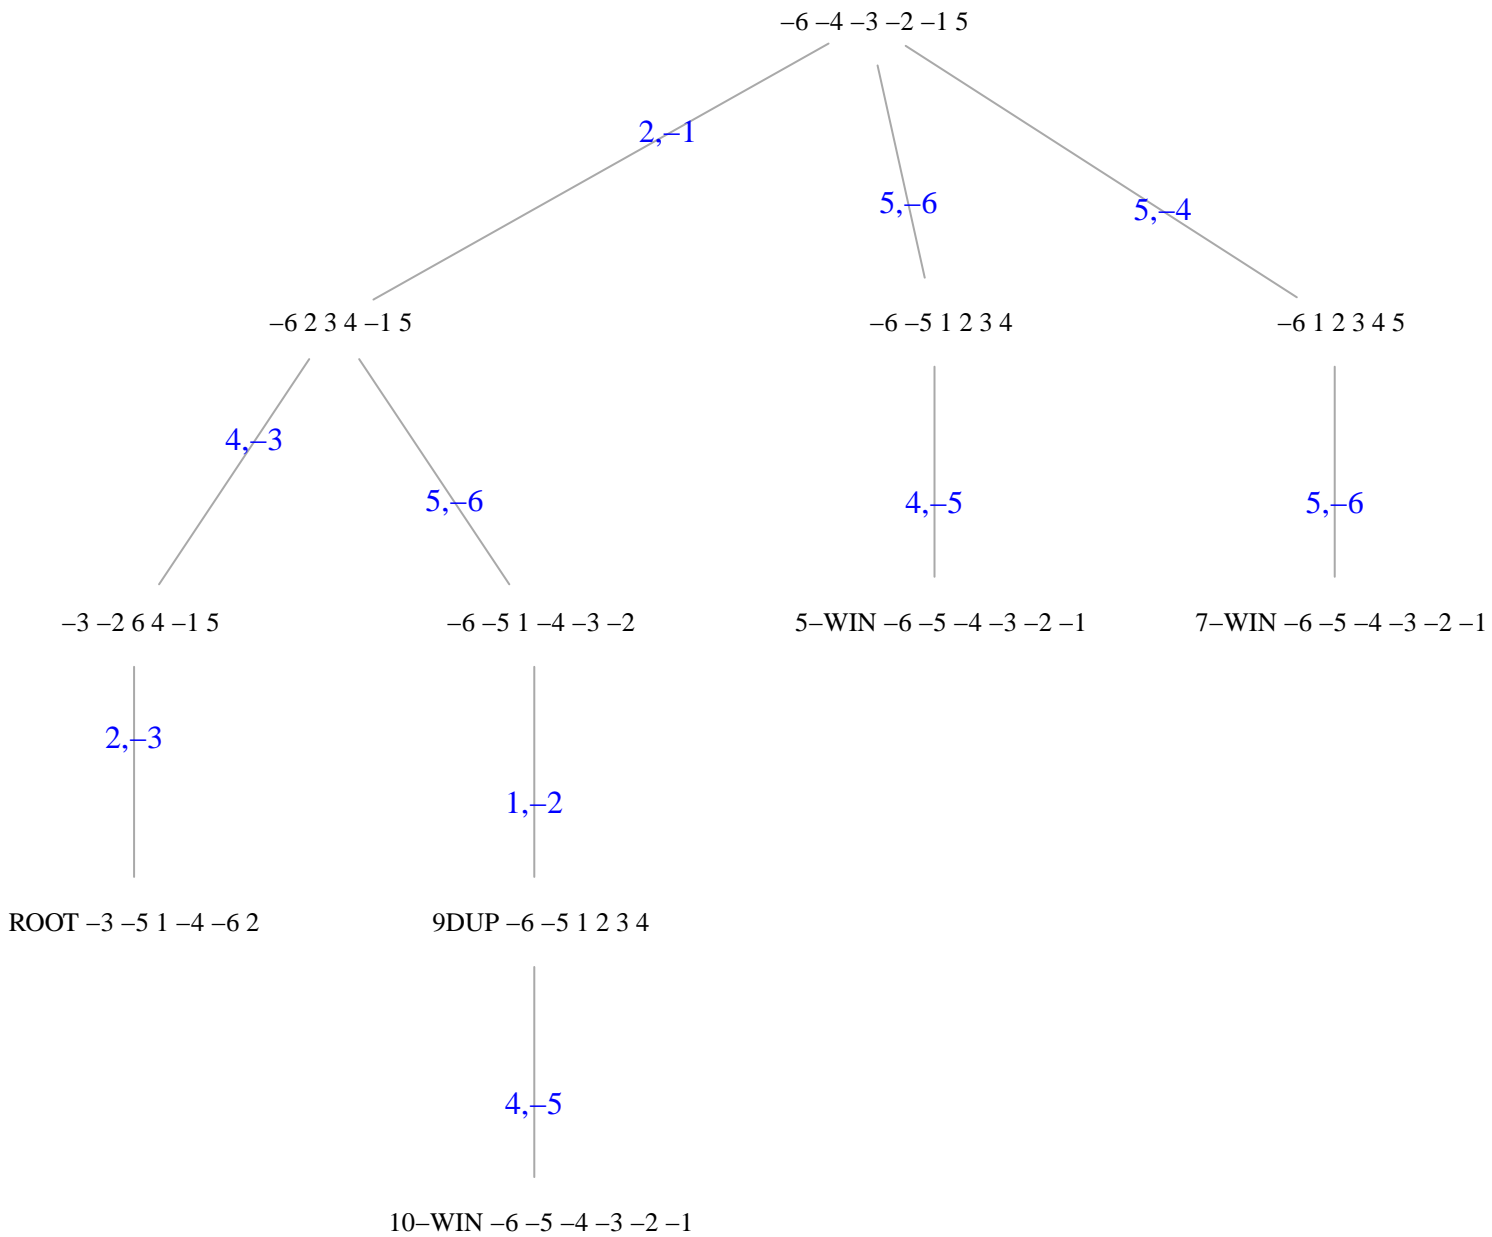 –6 –4 –3 –2 –1 5
2,–1
5,–6
5,–4
–6 2 3 4 –1 5
–6 –5 1 2 3 4
–6 1 2 3 4 5
4,–3
5,–6
4,–5
5,–6
–3 –2 6 4 –1 5
–6 –5 1 –4 –3 –2
5–WIN –6 –5 –4 –3 –2 –1
7–WIN –6 –5 –4 –3 –2 –1
2,–3
1,–2
ROOT –3 –5 1 –4 –6 2
9DUP –6 –5 1 2 3 4
4,–5
10–WIN –6 –5 –4 –3 –2 –1